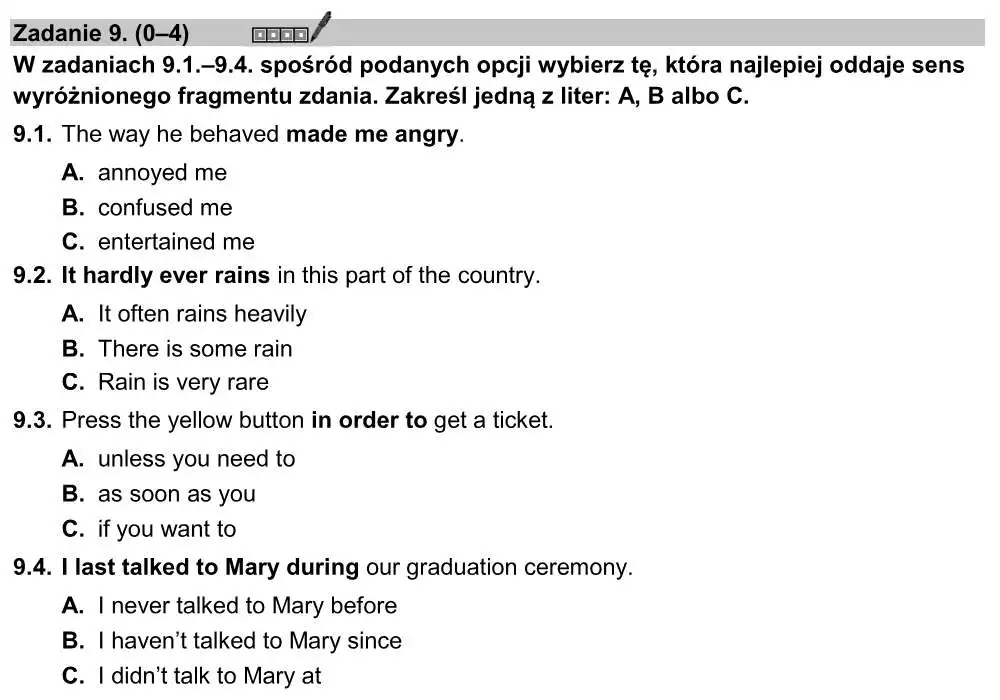 Zadanie 9. (0–4)
W zadaniach 9.1.–9.4. spośród podanych opcji wybierz tę, która najlepiej oddaje sens
wyróżnionego fragmentu zdania. Zakreśl jedną z liter: A, B albo C.
9.1. The way he behaved made me angry.
A. annoyed me
B. confused me
C. entertained me
9.2. It hardly ever rains in this part of the country.
A. It often rains heavily
B. There is some rain
C. Rain is very rare
9.3. Press the yellow button in order to get a ticket.
A. unless you need to
B. as soon as you
C. if you want to
9.4. I last talked to Mary during our graduation ceremony.
A. I never talked to Mary before
B. I haven't talked to Mary since
C. I didn't talk to Mary at